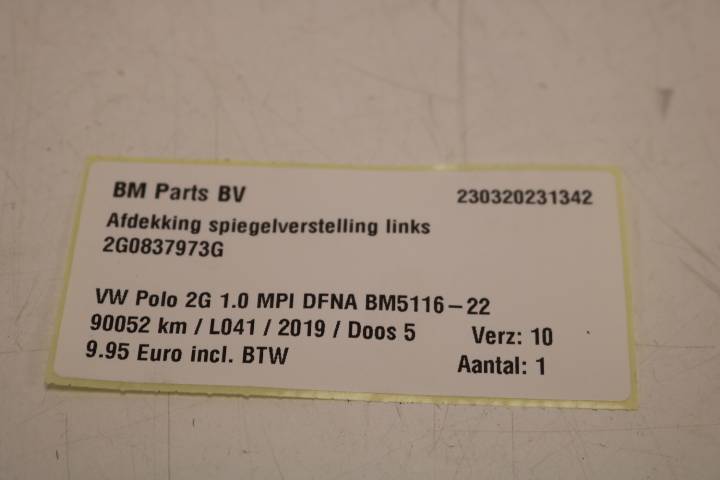 BM Parts BV 230320231342
Afdekking spiegelverstelling links
2G0837973G
VW Polo 2G 1.0 MPI DFNA BM5116-22
90052 km / L041 / 2019 / Doos 5 Verz: 10
9.95 Euro incl. BTW Aantal: 1